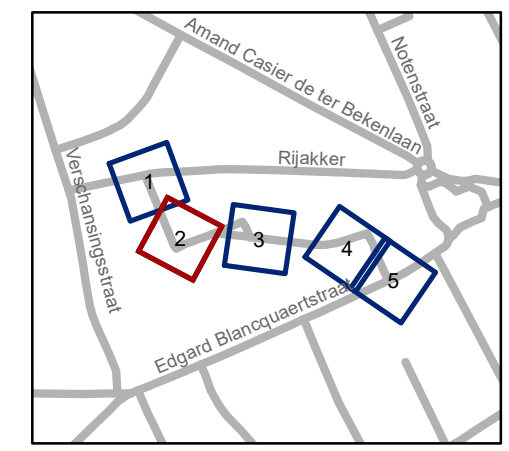 Amand Casier de ter Bekenlaan
Notenstraat
Rijakker
Verschansingsstraat
1
2
3
4
5
Edgard Blancquaertstraat